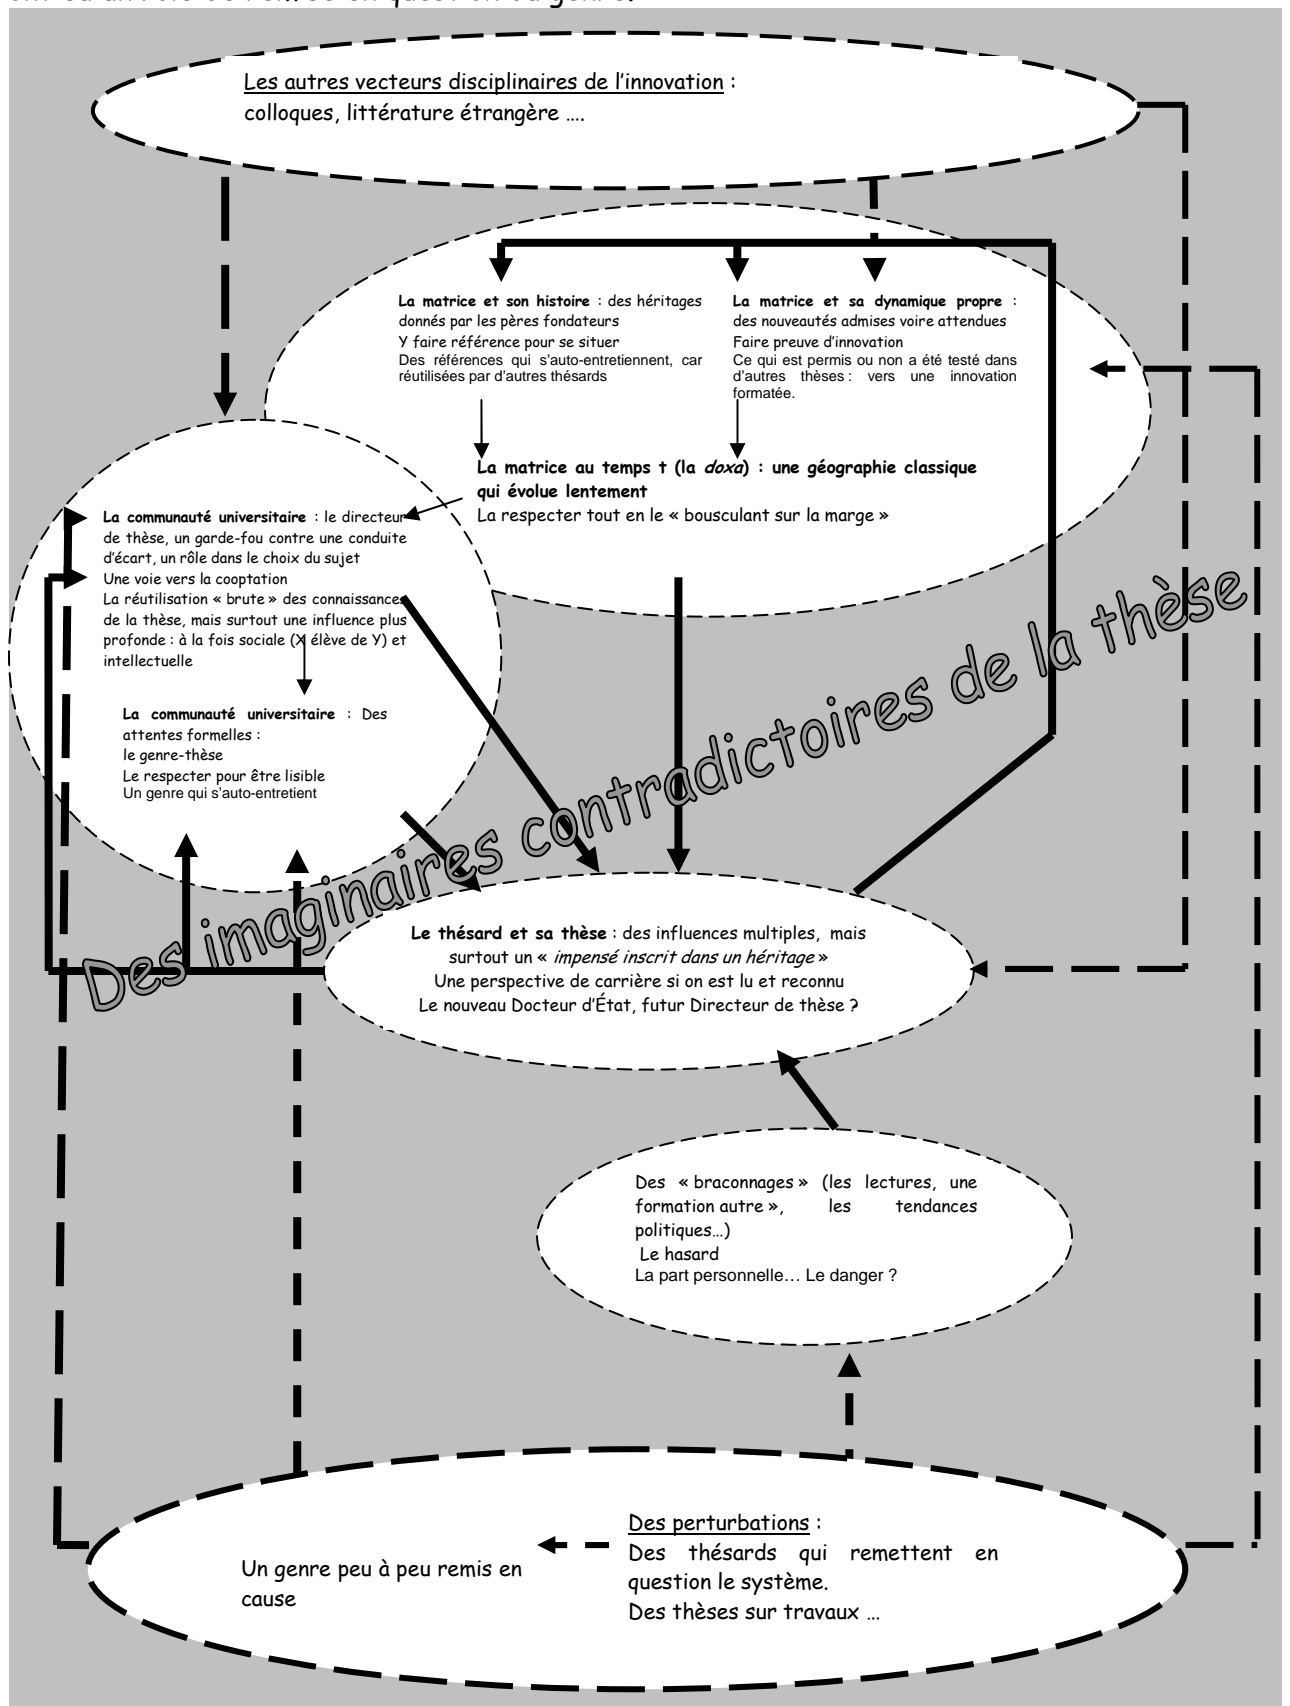 Les autres vecteurs disciplinaires de l'innovation :
colloques, littérature étrangère ….
La matrice et son histoire : des héritages
donnés par les pères fondateurs
Y faire référence pour se situer
Des références qui s'auto-entretiennent, car
réutilisées par d'autres thésards
La matrice et sa dynamique propre :
des nouveautés admises voire attendues
Faire preuve d'innovation
Ce qui est permis ou non a été testé dans
d'autres thèses : vers une innovation
formatée.
La matrice au temps t (la doxa) : une géographie classique
qui évolue lentement
La respecter tout en le « bousculant sur la marge »
La communauté universitaire : le directeur
de thèse, un garde-fou contre une conduite
d'écart, un rôle dans le choix du sujet
Une voie vers la cooptation
La réutilisation « brute » des connaissances
de la thèse, mais surtout une influence plus
profonde : à la fois sociale (X élève de Y) et
intellectuelle
La communauté universitaire : Des
attentes formelles :
le genre-thèse
Le respecter pour être lisible
Un genre qui s'auto-entretient
Des imaginaires contradictoires de la thèse
Le thésard et sa thèse : des influences multiples, mais
surtout un « impensé inscrit dans un héritage »
Une perspective de carrière si on est lu et reconnu
Le nouveau Docteur d'État, futur Directeur de thèse ?
Des « braconnages » (les lectures, une
formation autre », les tendances
politiques…)
Le hasard
La part personnelle… Le danger ?
Un genre peu à peu remis en
cause
Des perturbations :
Des thésards qui remettent en
question le système.
Des thèses sur travaux …